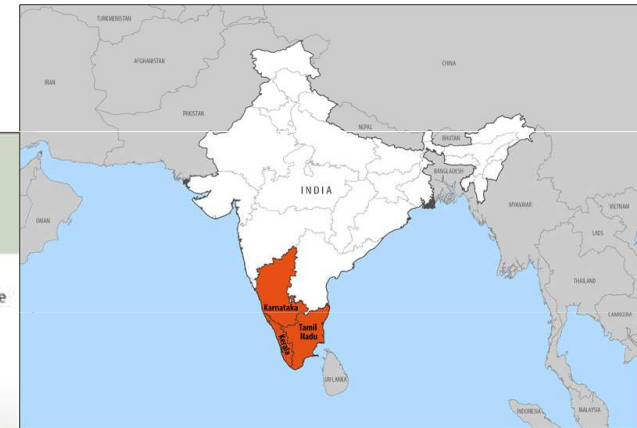 TURKMENISTAN
AFGHANISTAN
CHINA
IRAN
PAKISTAN
NEPAL
BHUTAN
BANGLADESH
INDIA
OMAN
MYANMAR
VIETNAM
LAOS
THAILAND
e
Karnataka
CAMBODIA
Tamil
Nadu
Kerala
SRI LANKA
INDONESIA
MALAYSIA